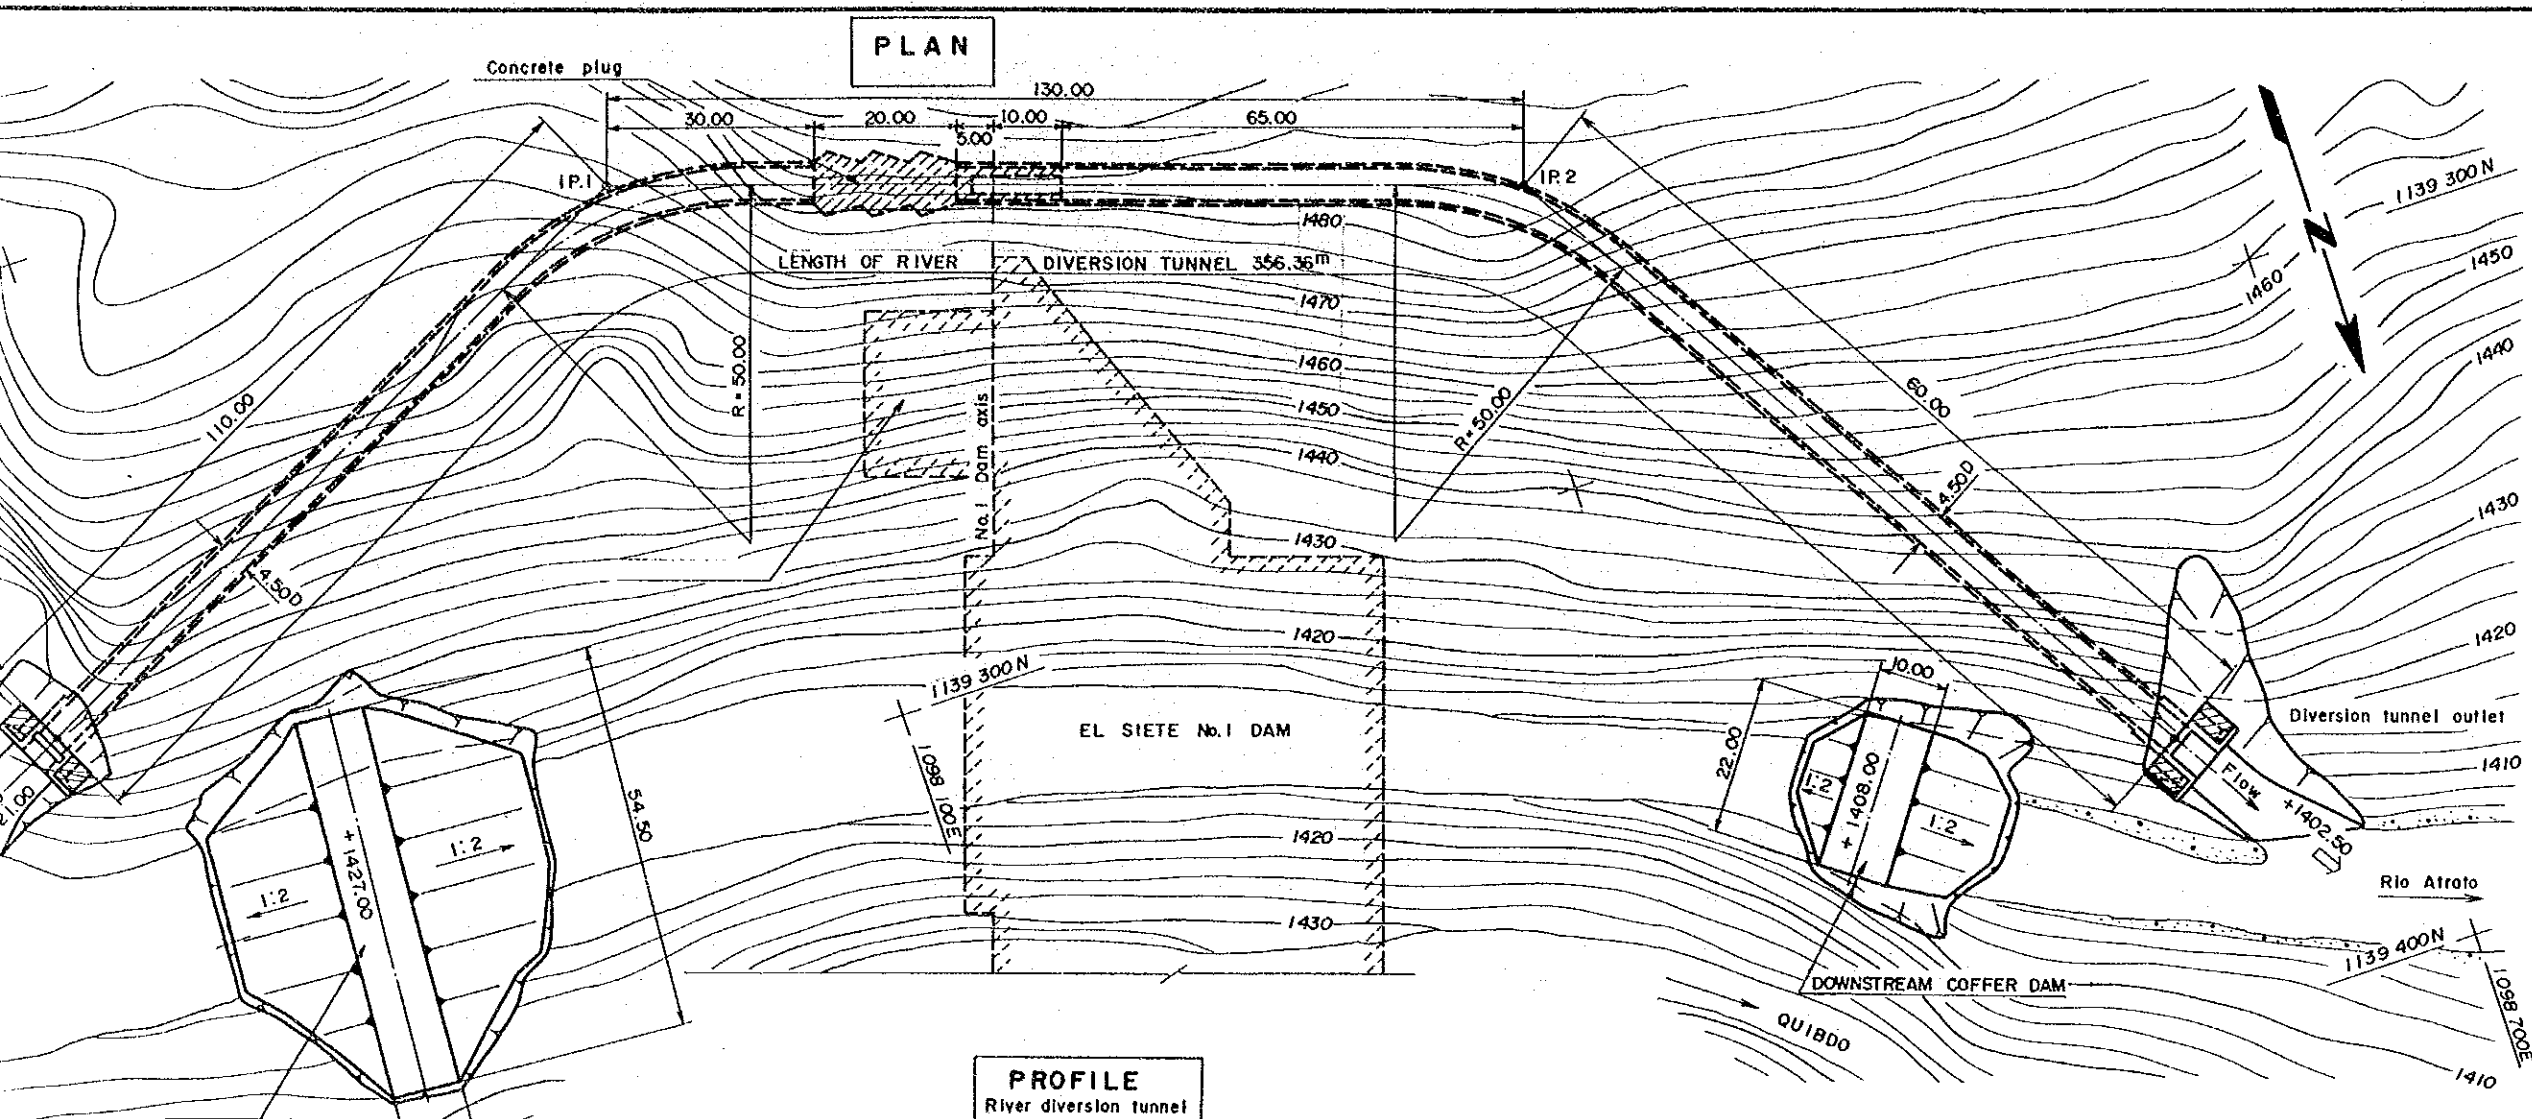 PLAN
Concrete plug
130.00
30.00
20.00
10.00
65.00
5.00
I P.1
I P. 2
1139 300 N
1480
LENGTH OF RIVER DIVERSION TUNNEL 356.36m
N
1450
1460
1470
1440
1460
R = 50.00
R = 50.00
110.00
60.00
1450
No.1 Dam axis
1440
4.50D
1430
1430
4.50D
1420
1420
1139 300 N
10.00
EL SIETE No.1 DAM
22.00
Diversion tunnel outlet
1410
Flow
+1402.50
1098 100E
54.50
1:2
+1408.00
1:2
1420
+1427.00
1:2
1:2
21.00
Rio Atrato
1430
1139 400N
DOWNSTREAM COFFER DAM
1098 700E
QUIBDO
1410
PROFILE
River diversion tunnel